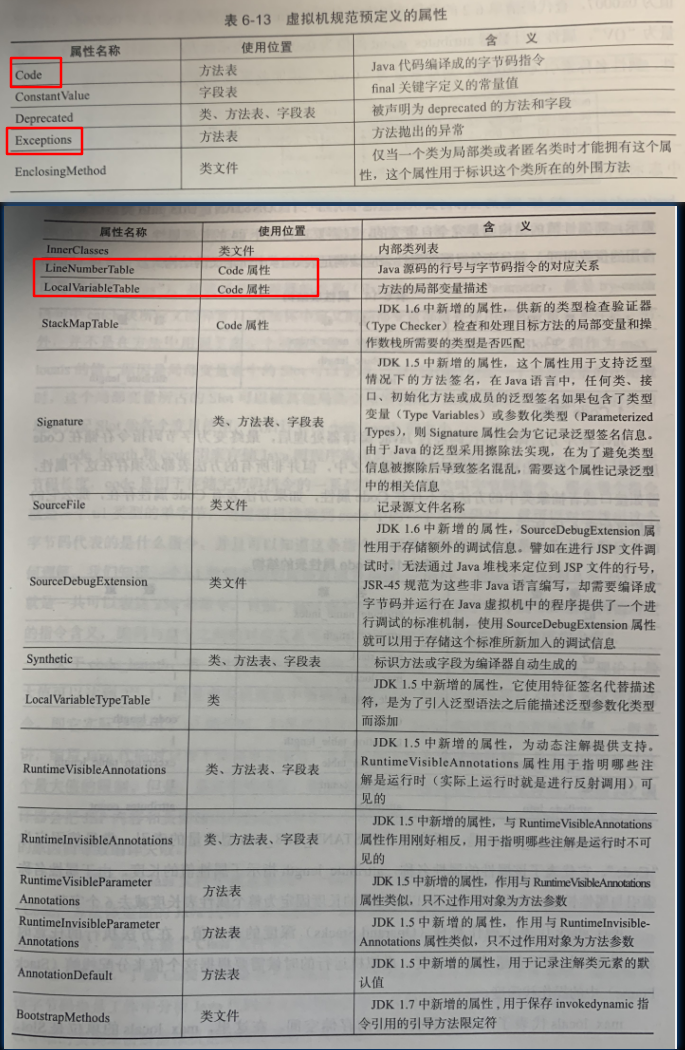 表 6-13 虚拟机规范预定义的属性
属性名称 使用位置 含 义
Code 方法表 Java 代码编译成的字节码指令
ConstantValue 字段表 final 关键字定义的常量值
Deprecated 类、方法表、字段表 被声明为 deprecated 的方法和字段
Exceptions 方法表 方法抛出的异常
EnclosingMethod 类文件 仅当一个类为局部类或者匿名类时才能拥有这个属
性，这个属性用于标识这个类所在的外围方法
属性名称 使用位置 含 义
InnerClasses 类文件 内部类列表
LineNumberTable Code 属性 Java 源码的行号与字节码指令的对应关系
LocalVariableTable Code 属性 方法的局部变量描述
StackMapTable Code 属性 JDK 1.6 中新增的属性，供新的类型检查验证器
（Type Checker）检查和处理目标方法的局部变量和操
作数栈所需要的类型是否匹配
Signature 类、方法表、字段表 JDK 1.5 中新增的属性，这个属性用于支持泛型
情况下的方法签名，在 Java 语言中，任何类、接
口、初始化方法或成员的泛型签名如果包含了类型
变量（Type Variables）或参数化类型（Parameterized
Types），则 Signature 属性会为它记录泛型签名信息。
由于 Java 的泛型采用擦除法实现，在为了避免类型
信息被擦除后导致签名混乱，需要这个属性记录泛型
中的相关信息
SourceFile 类文件 记录源文件名称
SourceDebugExtension 类文件 JDK 1.6 中新增的属性，SourceDebugExtension 属
性用于存储额外的调试信息。譬如在进行 JSP 文件调
试时，无法通过 Java 堆栈来定位到 JSP 文件的行号，
JSR-45 规范为这些非 Java 语言编写，却需要编译成
字节码并运行在 Java 虚拟机中的程序提供了一个进
行调试的标准机制，使用 SourceDebugExtension 属性
就可以用于存储这个标准所新加入的调试信息
Synthetic 类、方法表、字段表 标识方法或字段为编译器自动生成的
LocalVariableTypeTable 类 JDK 1.5 中新增的属性，它使用特征签名代替描述
符，是为了引入泛型语法之后能描述泛型参数化类型
而添加
RuntimeVisibleAnnotations 类、方法表、字段表 JDK 1.5 中新增的属性，为动态注解提供支持。
RuntimeVisibleAnnotations 属性用于指明哪些注
解是运行时（实际上运行时就是进行反射调用）可
见的
RuntimeInvisibleAnnotations 类、方法表、字段表 JDK 1.5 中新增的属性，与 RuntimeVisibleAnnotations
属性作用刚好相反，用于指明哪些注解是运行时不可
见的
RuntimeVisibleParameter
Annotations 方法表 JDK 1.5 中新增的属性，作用与 RuntimeVisibleAnnotations
属性类似，只不过作用对象为方法参数
RuntimeInvisibleParameter
Annotations 方法表 JDK 1.5 中新增的属性，作用与 RuntimeInvisible-
Annotations 属性类似，只不过作用对象为方法参数
AnnotationDefault 方法表 JDK 1.5 中新增的属性，用于记录注解类元素的默
认值
BootstrapMethods 类文件 JDK 1.7 中新增的属性，用于保存 invokedynamic 指
令引用的引导方法限定符